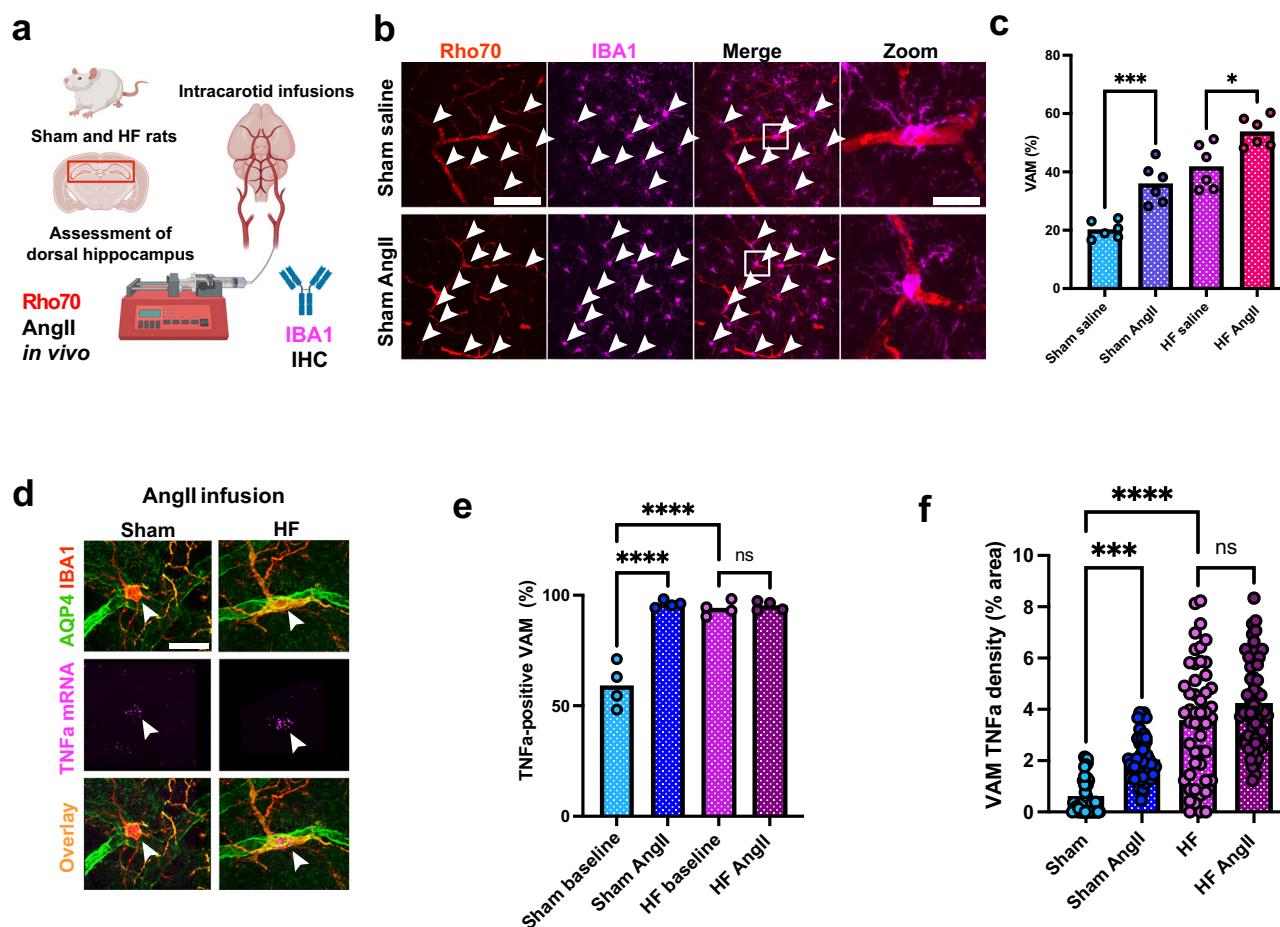 a
Sham and HF rats
Intracarotid infusions
Assessment of
dorsal hippocampus
Rho70
AngII
in vivo
IBA1
IHC
b
Rho70 IBA1 Merge Zoom
Sham saline
Sham AngII
c
VAM (%)
80
60
40
20
0
*** *
Sham saline
Sham AngII
HF saline
HF AngII
d
AngII infusion
Sham HF
AQP4 IBA1
TNFa mRNA
Overlay
e
TNFa-positive VAM (%)
100
50
0
****
**** ns
Sham baseline
Sham AngII
HF baseline
HF AngII
f
VAM TNFa density (% area)
10
8
6
4
2
0
****
*** ns
Sham
Sham AngII
HF
HF AngII